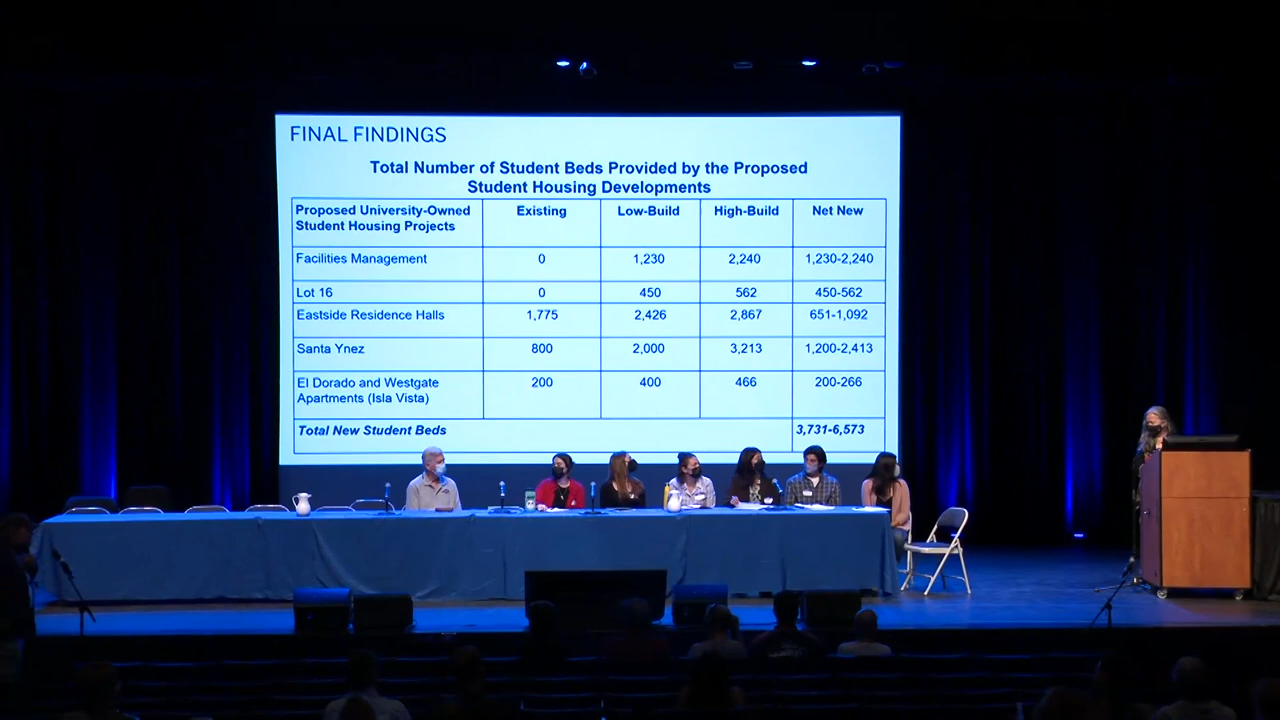 FINAL FINDINGS
Total Number of Student Beds Provided by the Proposed
Student Housing Developments
Proposed University-Owned
Student Housing Projects
Existing
Low-Build
High-Build
Net New
Facilities Management
0
1,230
2,240
1,230-2,240
Lot 16
0
450
562
450-562
Eastside Residence Halls
1,775
2,426
2,867
651-1,092
Santa Ynez
800
2,000
3,213
1,200-2,413
El Dorado and Westgate
Apartments (Isla Vista)
200
400
466
200-266
Total New Student Beds
3,731-6,573